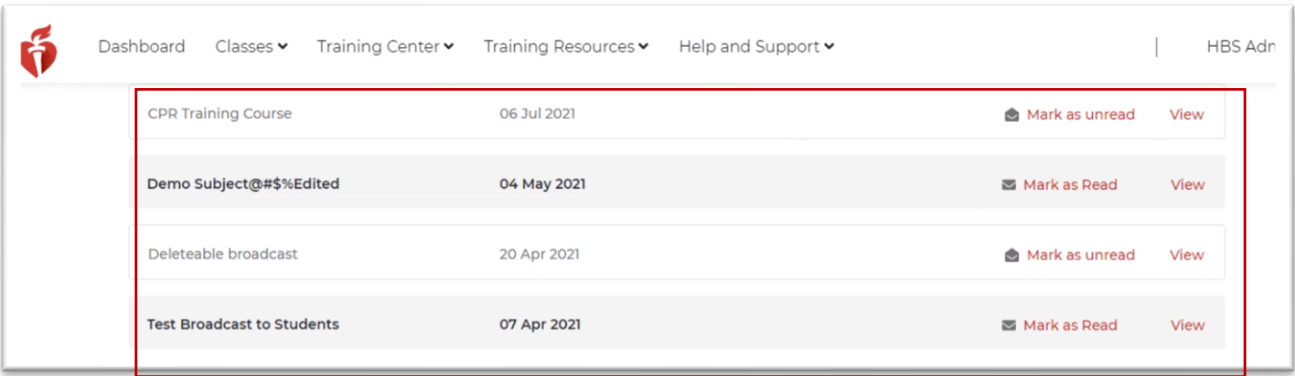 Dashboard Classes Training Center Training Resources Help and Support | HBS Adn
CPR Training Course 06 Jul 2021 Mark as unread View
Demo Subject@#$%Edited 04 May 2021 Mark as Read View
Deleteable broadcast 20 Apr 2021 Mark as unread View
Test Broadcast to Students 07 Apr 2021 Mark as Read View